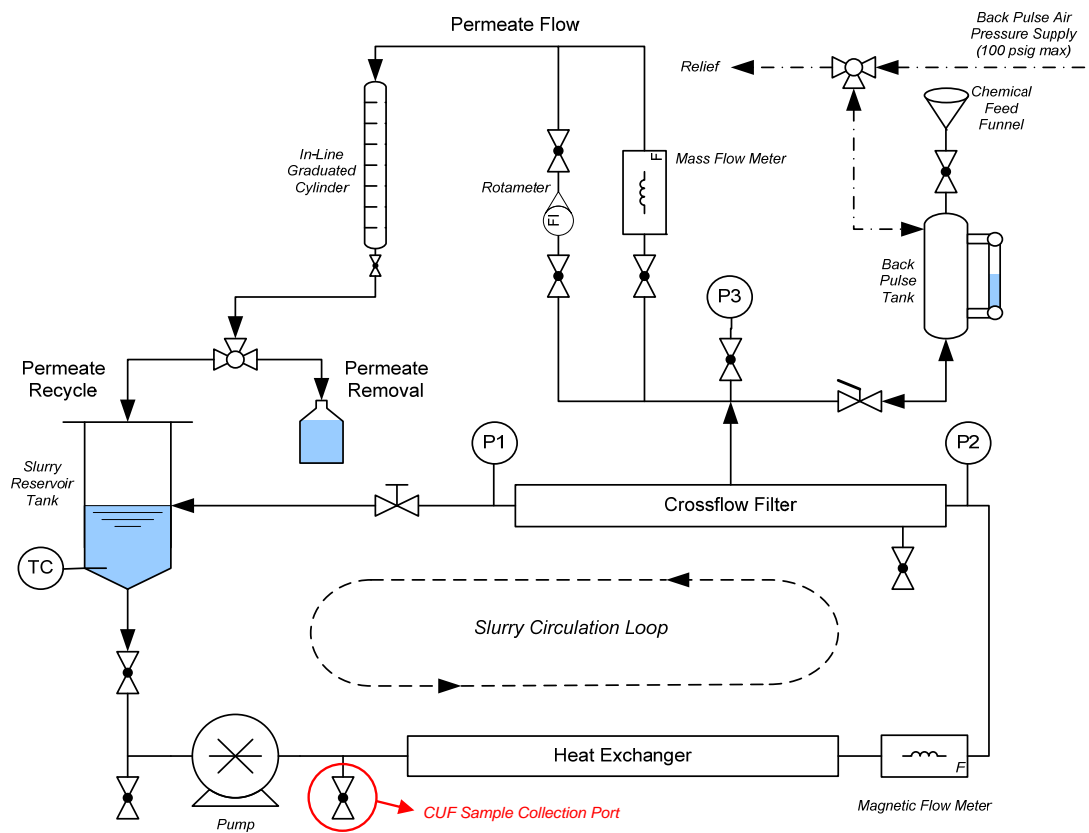 Permeate Flow
Back Pulse Air
Pressure Supply
(100 psig max)
Relief
Chemical
Feed
Funnel
In-Line
Graduated
Cylinder
Rotameter
FI
F
Mass Flow Meter
Back
Pulse
Tank
P3
Permeate
Recycle
Permeate
Removal
P1
P2
Slurry
Reservoir
Tank
Crossflow Filter
TC
Slurry Circulation Loop
Heat Exchanger
F
Magnetic Flow Meter
CUF Sample Collection Port
Pump